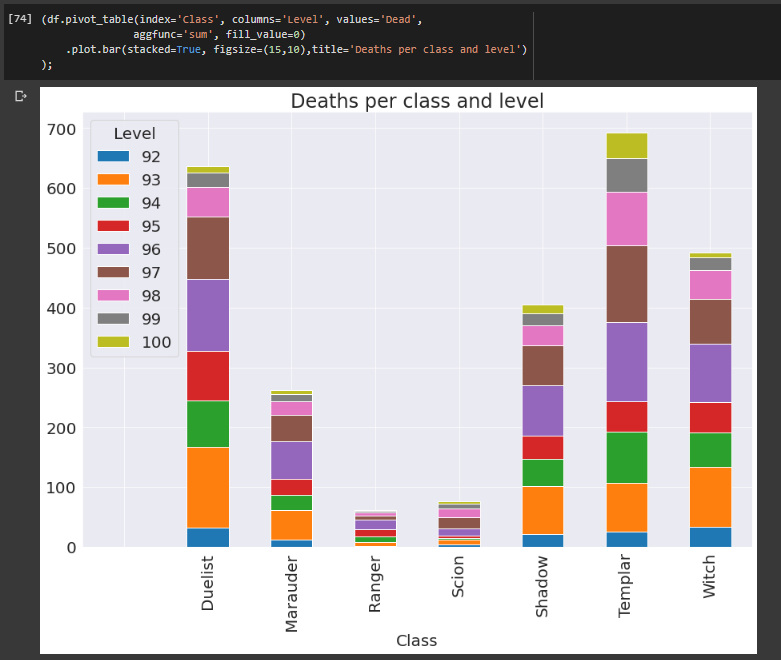 [74] (df.pivot_table(index='Class', columns='Level', values='Dead',
aggfunc='sum', fill_value=0)
.plot.bar(stacked=True, figsize=(15,10),title='Deaths per class and level')
);
Deaths per class and level
Level
92
93
94
95
96
97
98
99
100
700
600
500
400
300
200
100
0
Duelist
Marauder
Ranger
Scion
Shadow
Templar
Witch
Class